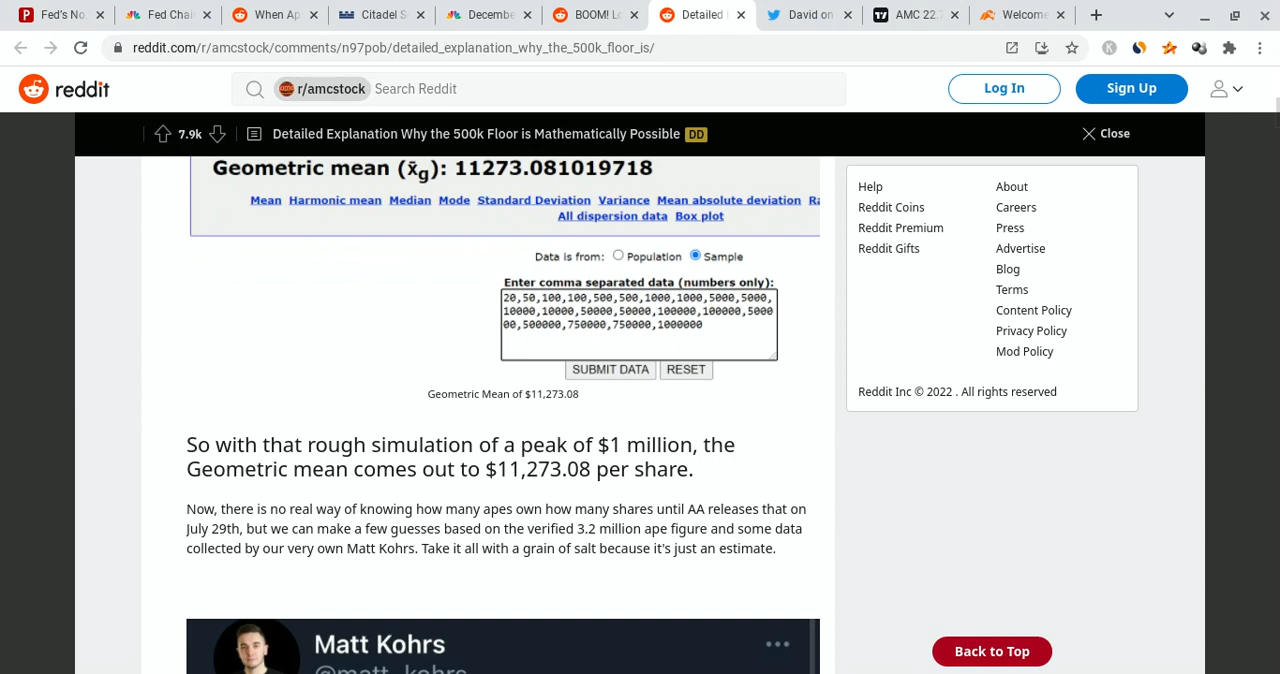 Fed's No.
Fed Chai
When Ap
Citadel S
Decembe
BOOM! Lo
Detailed
David on
AMC 22.
Welcome
reddit.com/r/amcstock/comments/n97pob/detailed_explanation_why_the_500k_floor_is/
reddit
r/amcstock
Search Reddit
Log In
Sign Up
7.9k
Detailed Explanation Why the 500k Floor is Mathematically Possible DD
Close
Geometric mean (x̄g): 11273.081019718
Mean Harmonic mean Median Mode Standard Deviation Variance Mean absolute deviation Ra
All dispersion data Box plot
Data is from: Population Sample
Enter comma separated data (numbers only):
20,50,100,100,500,500,1000,1000,5000,5000,
10000,10000,50000,50000,100000,100000,5000
00,500000,750000,750000,1000000
SUBMIT DATA RESET
Geometric Mean of $11,273.08
So with that rough simulation of a peak of $1 million, the
Geometric mean comes out to $11,273.08 per share.
Now, there is no real way of knowing how many apes own how many shares until AA releases that on
July 29th, but we can make a few guesses based on the verified 3.2 million ape figure and some data
collected by our very own Matt Kohrs. Take it all with a grain of salt because it's just an estimate.
Matt Kohrs
@matt_kohrs
Help
Reddit Coins
Reddit Premium
Reddit Gifts
About
Careers
Press
Advertise
Blog
Terms
Content Policy
Privacy Policy
Mod Policy
Reddit Inc © 2022 . All rights reserved
Back to Top